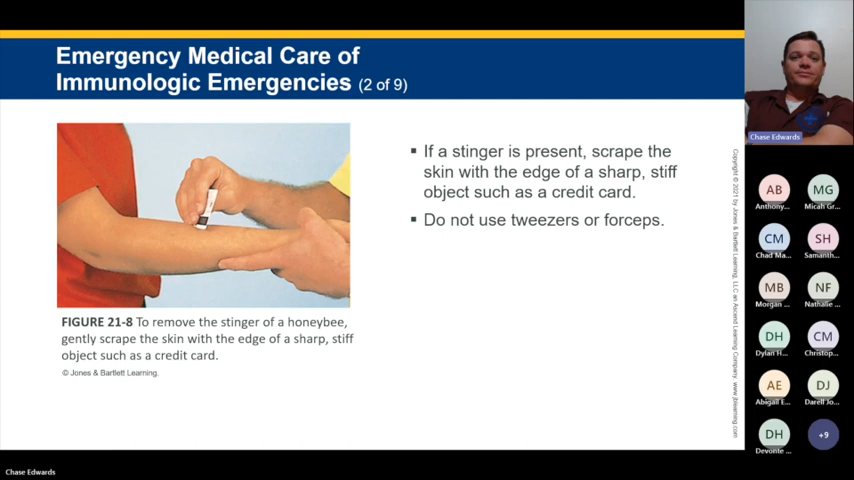 Emergency Medical Care of
Immunologic Emergencies (2 of 9)
▪ If a stinger is present, scrape the
skin with the edge of a sharp, stiff
object such as a credit card.
▪ Do not use tweezers or forceps.
FIGURE 21-8 To remove the stinger of a honeybee,
gently scrape the skin with the edge of a sharp, stiff
object such as a credit card.
© Jones & Bartlett Learning.
Copyright © 2021 by Jones & Bartlett Learning, LLC an Ascend Learning Company. www.jblearning.com
Chase Edwards
AB
Anthony...
MG
Micah Gr...
CM
Chad Ma...
SH
Samanth...
MB
Morgan ...
NF
Nathalie ...
DH
Dylan H...
CM
Christop...
AE
Abigail E...
DJ
Darell Jo...
DH
Devonte ...
+9
Chase Edwards